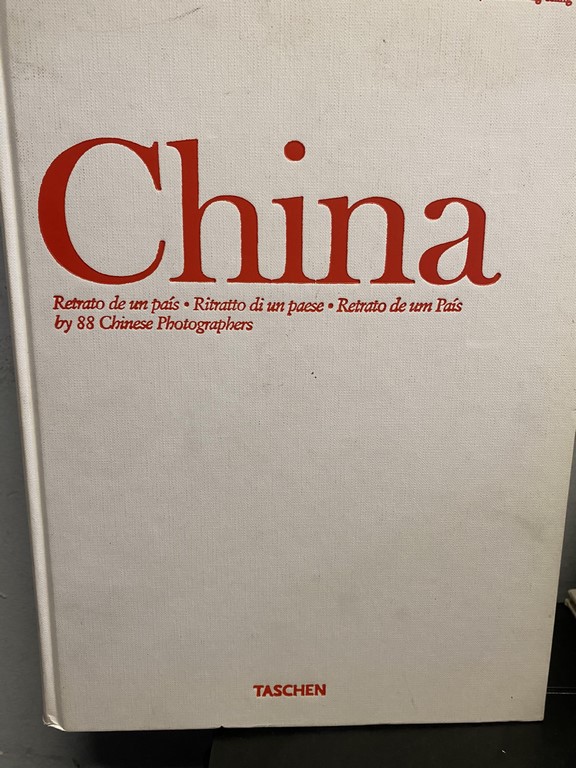 China
Retrato de un país • Ritratto di un paese • Retrato de um País
by 88 Chinese Photographers
TASCHEN